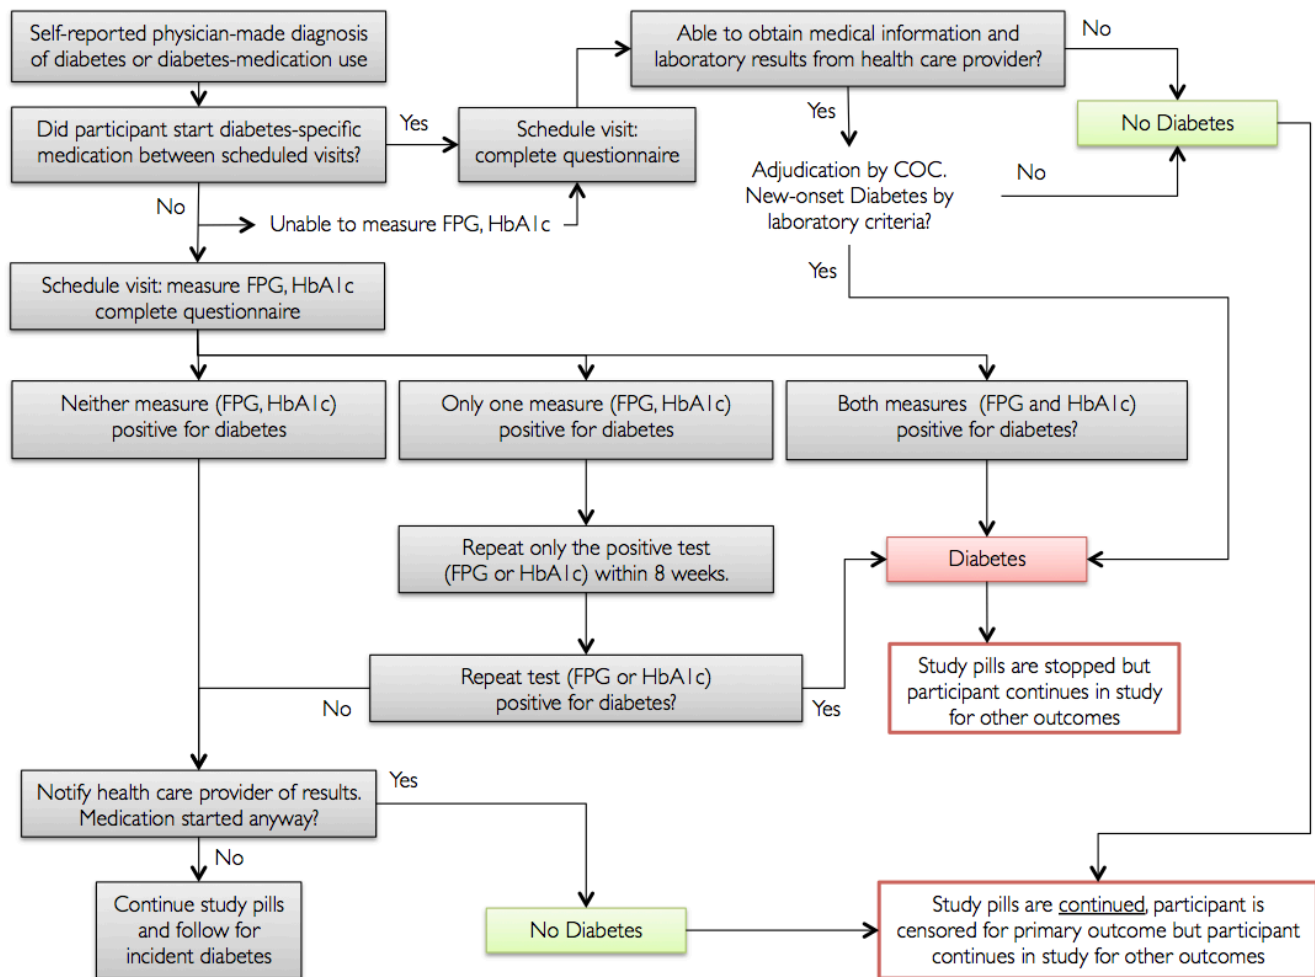 Self-reported physician-made diagnosis
of diabetes or diabetes-medication use
Did participant start diabetes-specific
medication between scheduled visits?
Yes
Schedule visit:
complete questionnaire
Able to obtain medical information and
laboratory results from health care provider?
No
No Diabetes
Yes
Adjudication by COC.
New-onset Diabetes by
laboratory criteria?
No
Yes
No
Unable to measure FPG, HbA1c
Schedule visit: measure FPG, HbA1c
complete questionnaire
Neither measure (FPG, HbA1c)
positive for diabetes
Only one measure (FPG, HbA1c)
positive for diabetes
Both measures (FPG and HbA1c)
positive for diabetes?
Repeat only the positive test
(FPG or HbA1c) within 8 weeks.
Diabetes
Repeat test (FPG or HbA1c)
positive for diabetes?
No
Yes
Study pills are stopped but
participant continues in study
for other outcomes
Notify health care provider of results.
Medication started anyway?
Yes
No
Continue study pills
and follow for
incident diabetes
No Diabetes
Study pills are continued, participant is
censored for primary outcome but participant
continues in study for other outcomes